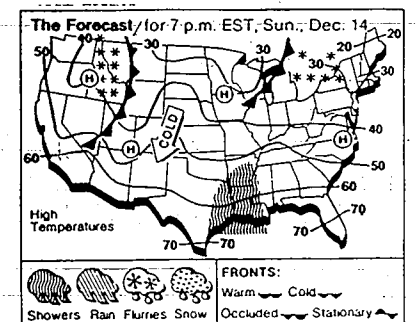 The Forecast / for 7 p.m. EST, Sun., Dec. 14
40
50
30
30
20
20
30
30
H
H
H
H
COLD
40
50
60
60
70
70
70
70
High
Temperatures
Showers Rain Flurries Snow
FRONTS:
Warm Cold
Occluded Stationary